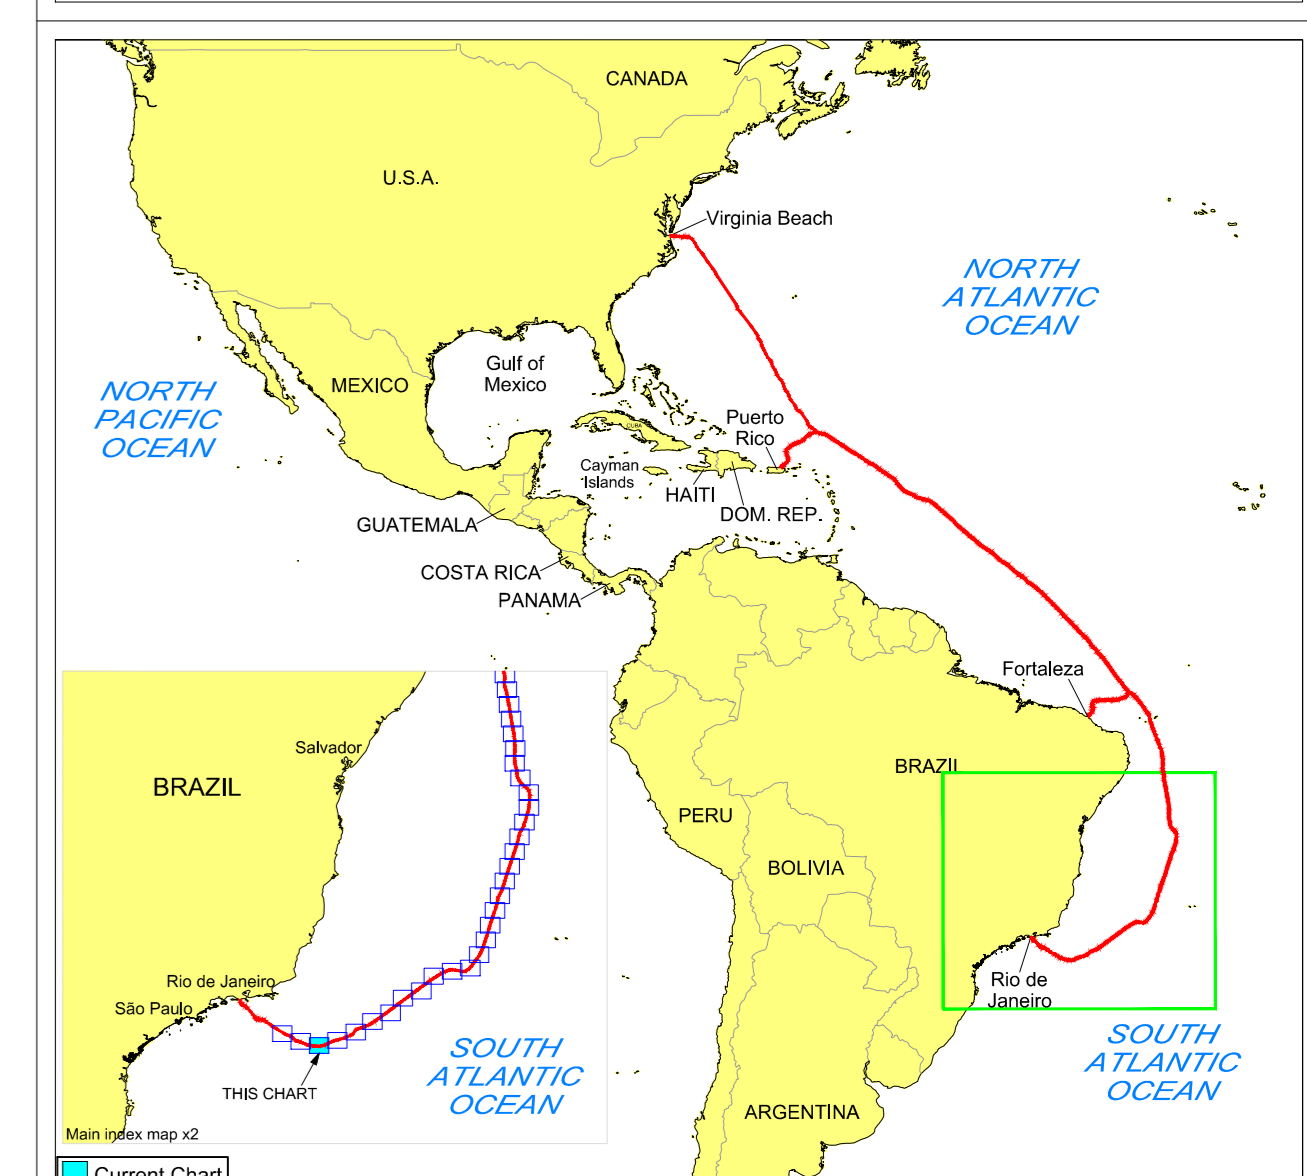 CANADA
U.S.A.
Virginia Beach
NORTH
ATLANTIC
OCEAN
NORTH
PACIFIC
OCEAN
MEXICO
Gulf of
Mexico
Puerto
Rico
CUBA
Cayman
Islands
HAITI
DOM. REP.
GUATEMALA
COSTA RICA
PANAMA
Fortaleza
BRAZIL
PERU
BOLIVIA
Rio de
Janeiro
ARGENTINA
SOUTH
ATLANTIC
OCEAN
Salvador
BRAZIL
Rio de Janeiro
São Paulo
THIS CHART
SOUTH
ATLANTIC
OCEAN
Main index map x2
Current Chart